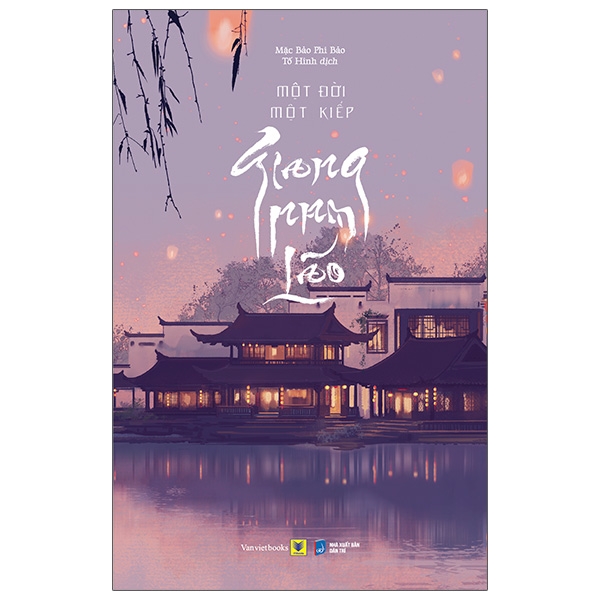 Mặc Bảo Phi Bảo
Tố Hinh dịch
MỘT ĐỜI
MỘT KIẾP
Giang
nam
Lão
Vanvietbooks
NHÀ XUẤT BẢN
DÂN TRÍ